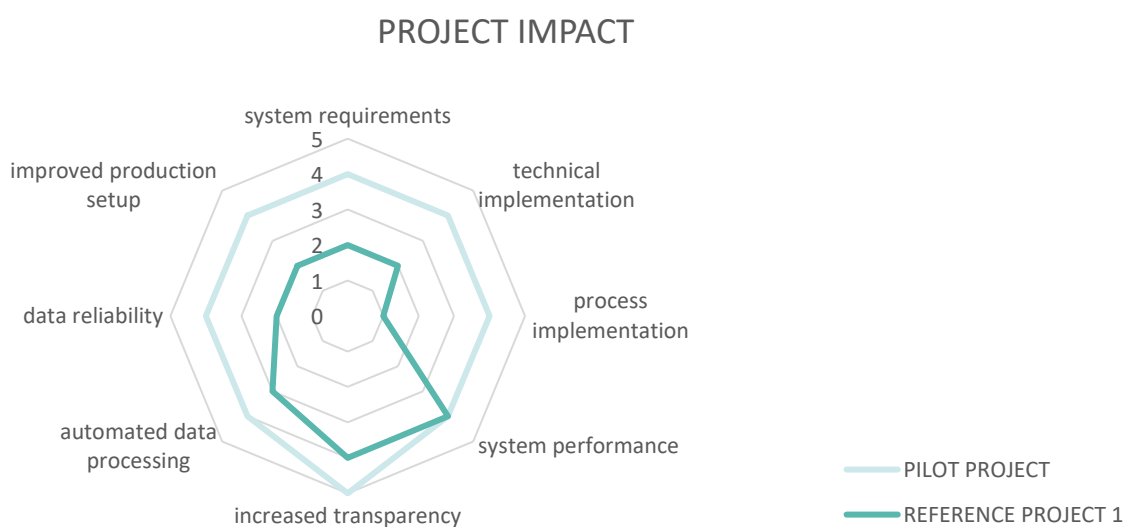 PROJECT IMPACT
system requirements
5
4
3
2
1
0
technical
implementation
process
implementation
system performance
increased transparency
automated data
processing
data reliability
improved production
setup
PILOT PROJECT
REFERENCE PROJECT 1